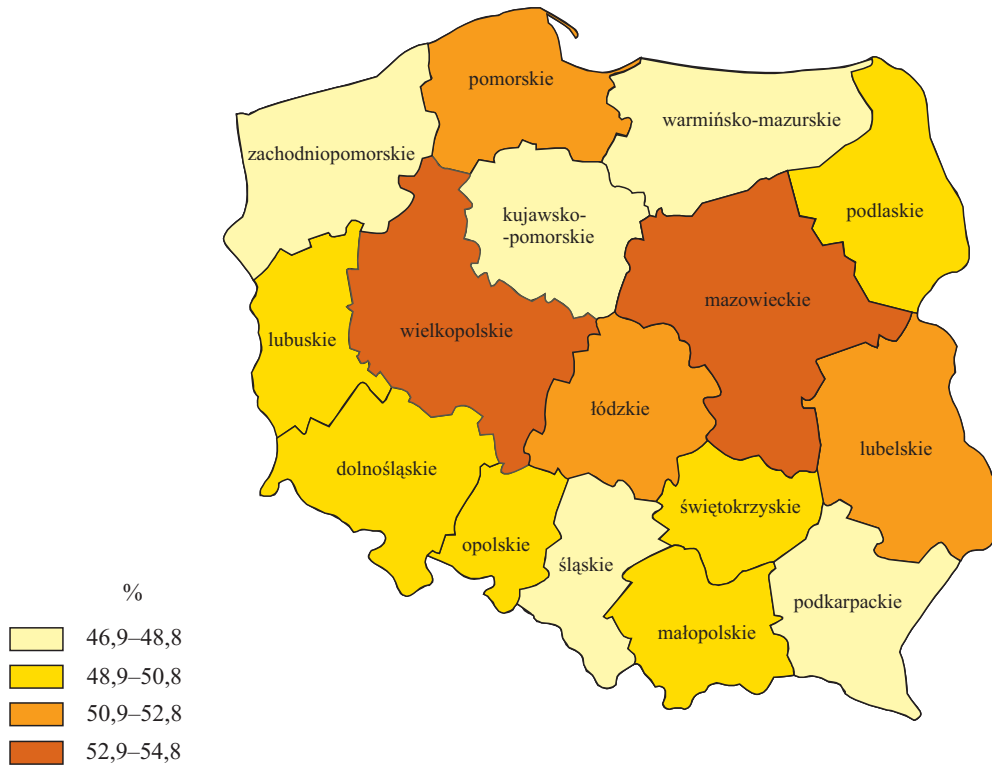 pomorskie
warmińsko-mazurskie
zachodniopomorskie
podlaskie
kujawsko-
-pomorskie
mazowieckie
wielkopolskie
lubuskie
łódzkie
lubelskie
dolnośląskie
świętokrzyskie
opolskie
śląskie
podkarpackie
małopolskie
%
46,9–48,8
48,9–50,8
50,9–52,8
52,9–54,8